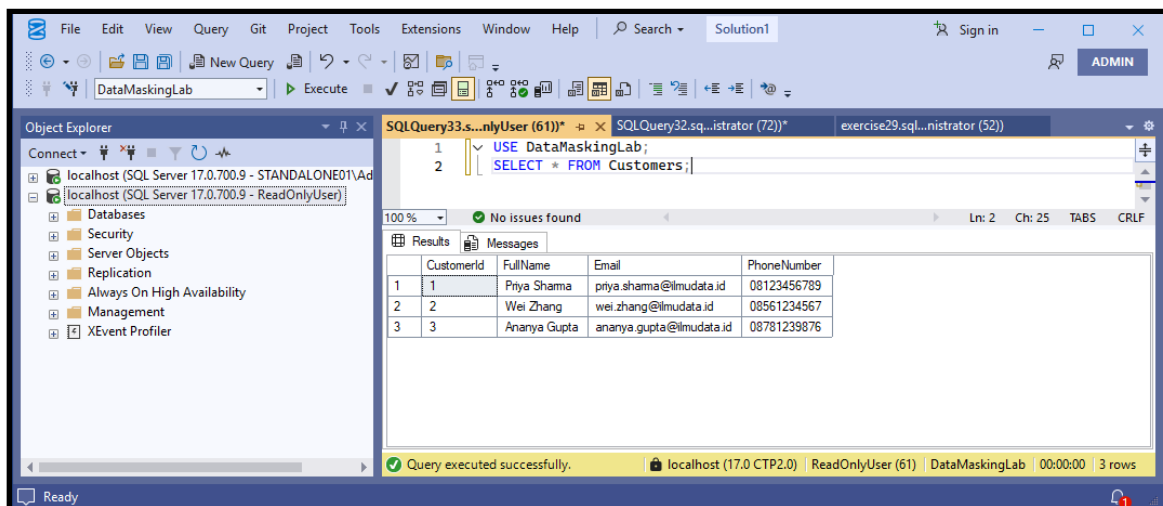 File Edit View Query Git Project Tools Extensions Window Help Search Solution1 Sign in
New Query ADMIN
DataMaskingLab Execute
Object Explorer
Connect
localhost (SQL Server 17.0.700.9 - STANDALONE01\Ad
localhost (SQL Server 17.0.700.9 - ReadOnlyUser)
Databases
Security
Server Objects
Replication
Always On High Availability
Management
XEvent Profiler
SQLQuery33.s...nlyUser (61))* SQLQuery32.sq...istrator (72))* exercise29.sql...nistrator (52))
1 USE DataMaskingLab;
2 SELECT * FROM Customers;
100 % No issues found Ln: 2 Ch: 25 TABS CRLF
Results Messages
CustomerId FullName Email PhoneNumber
1 1 Priya Sharma priya.sharma@ilmudata.id 08123456789
2 2 Wei Zhang wei.zhang@ilmudata.id 08561234567
3 3 Ananya Gupta ananya.gupta@ilmudata.id 08781239876
Query executed successfully. localhost (17.0 CTP2.0) ReadOnlyUser (61) DataMaskingLab 00:00:00 3 rows
Ready 1